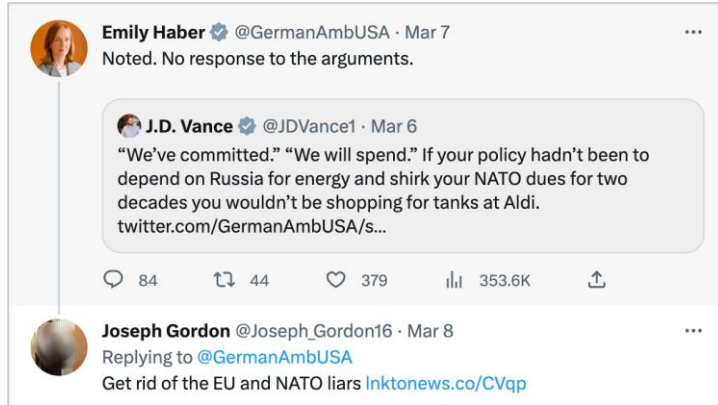 Emily Haber @GermanAmbUSA · Mar 7
Noted. No response to the arguments.
J.D. Vance @JDVance1 · Mar 6
“We’ve committed.” “We will spend.” If your policy hadn’t been to
depend on Russia for energy and shirk your NATO dues for two
decades you wouldn’t be shopping for tanks at Aldi.
twitter.com/GermanAmbUSA/s...
84 44 379 353.6K
Joseph Gordon @Joseph_Gordon16 · Mar 8
Replying to @GermanAmbUSA
Get rid of the EU and NATO liars lnktonews.co/CVqp